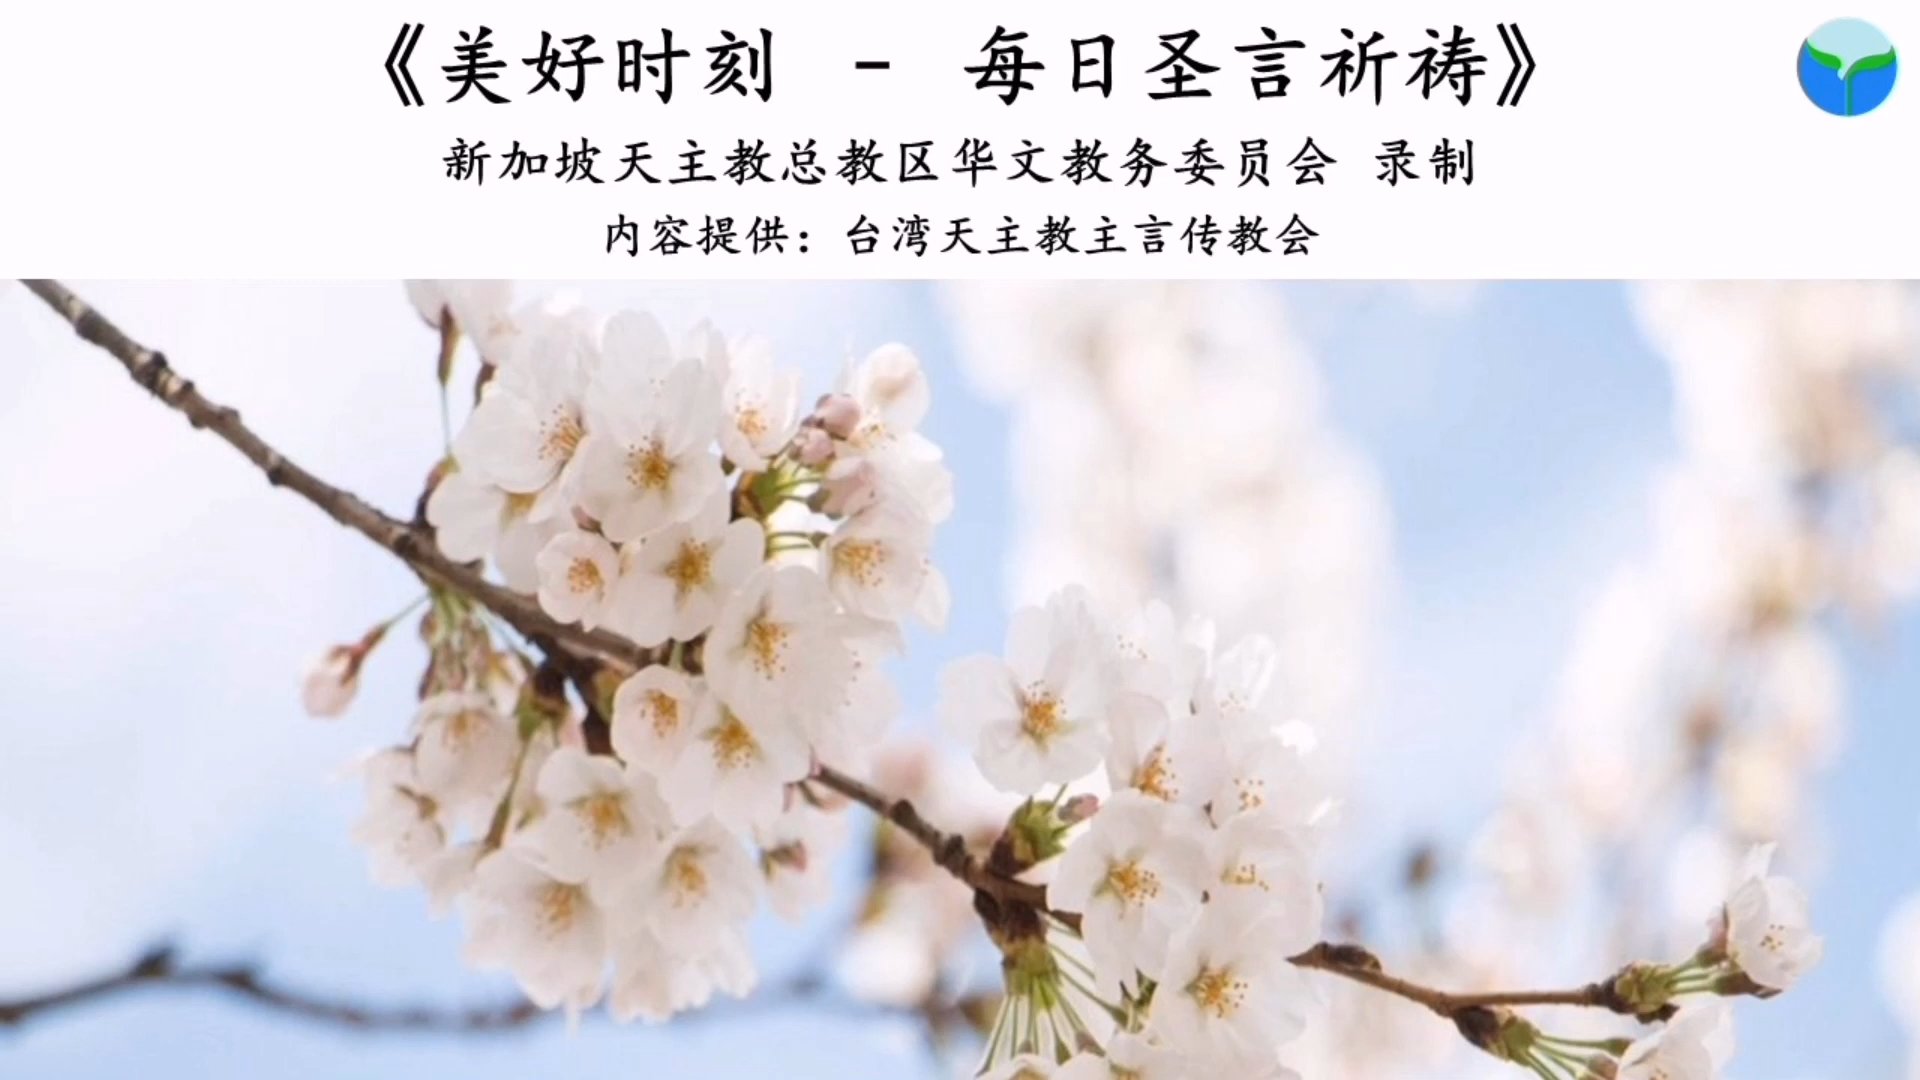 《美好时刻 - 每日圣言祈祷》
新加坡天主教总教区华文教务委员会 录制
内容提供：台湾天主教主言传教会